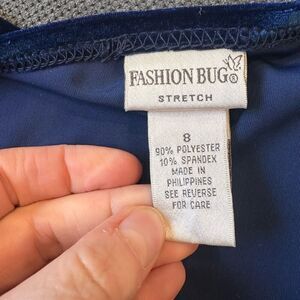 FASHION BUG®
STRETCH
8
90% POLYESTER
10% SPANDEX
MADE IN
PHILIPPINES
SEE REVERSE
FOR CARE